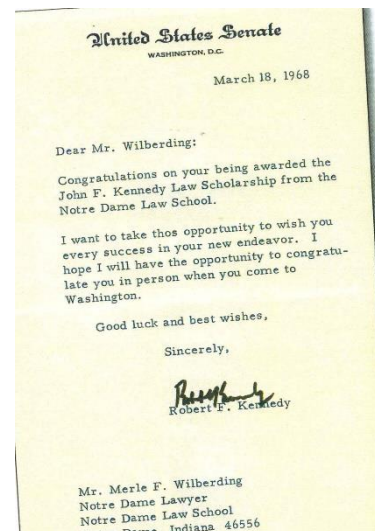 United States Senate
WASHINGTON, D.C.
March 18, 1968
Dear Mr. Wilberding:
Congratulations on your being awarded the
John F. Kennedy Law Scholarship from the
Notre Dame Law School.
I want to take thos opportunity to wish you
every success in your new endeavor. I
hope I will have the opportunity to congratu-
late you in person when you come to
Washington.
Good luck and best wishes,
Sincerely,
Robert F. Kennedy
Mr. Merle F. Wilberding
Notre Dame Lawyer
Notre Dame Law School
Dame, Indiana 46556